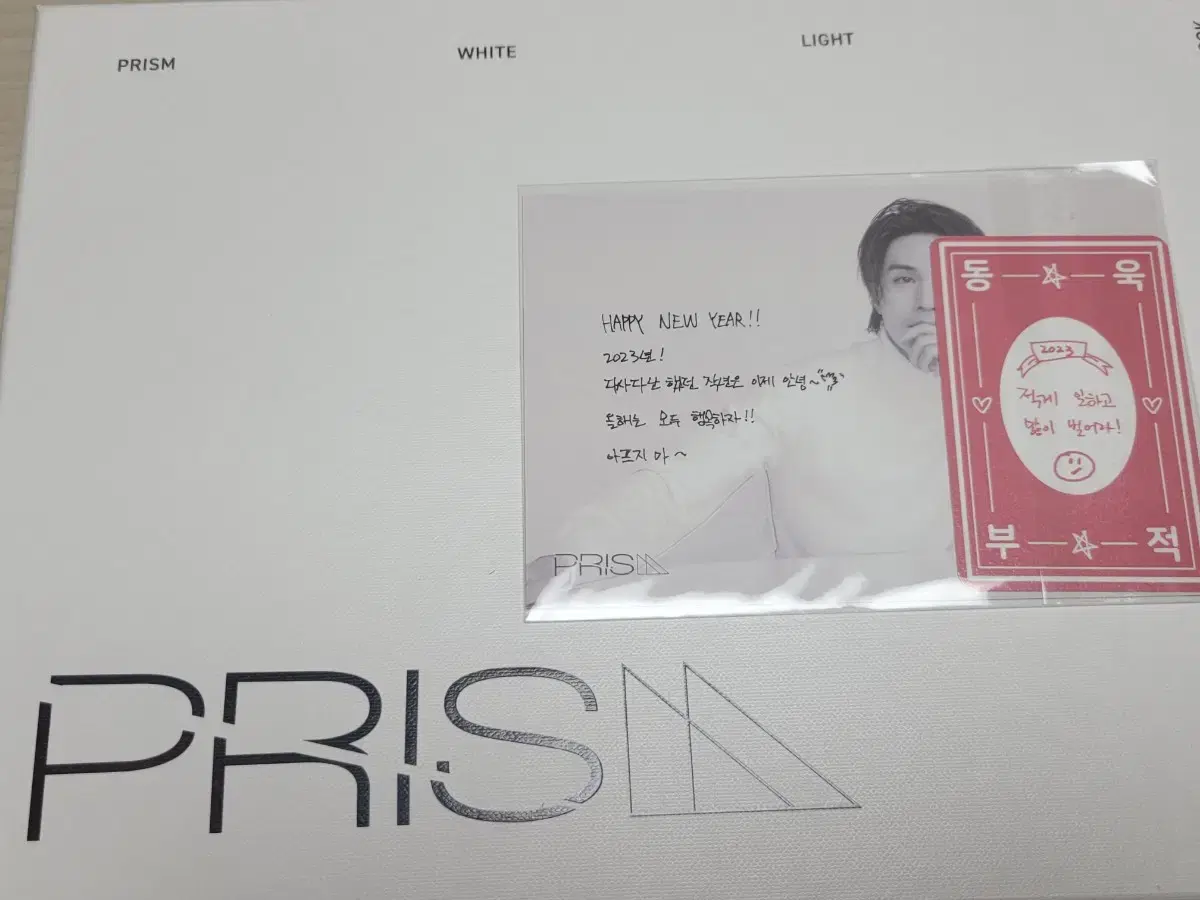 PRISM
WHITE
LIGHT
HAPPY NEW YEAR!!
2023년!
다사다난 했던 작년은 이제 안녕~
올해는 모두 행복하자!!
아프지 마~
PRISM
동욱
2023
적게 일하고
많이 벌어라!
부적
PRISM